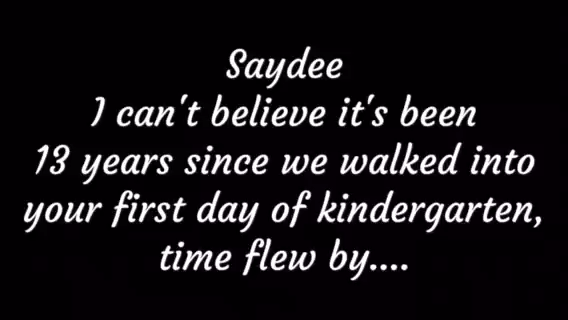 Saydee
I can't believe it's been
13 years since we walked into
your first day of kindergarten,
time flew by....